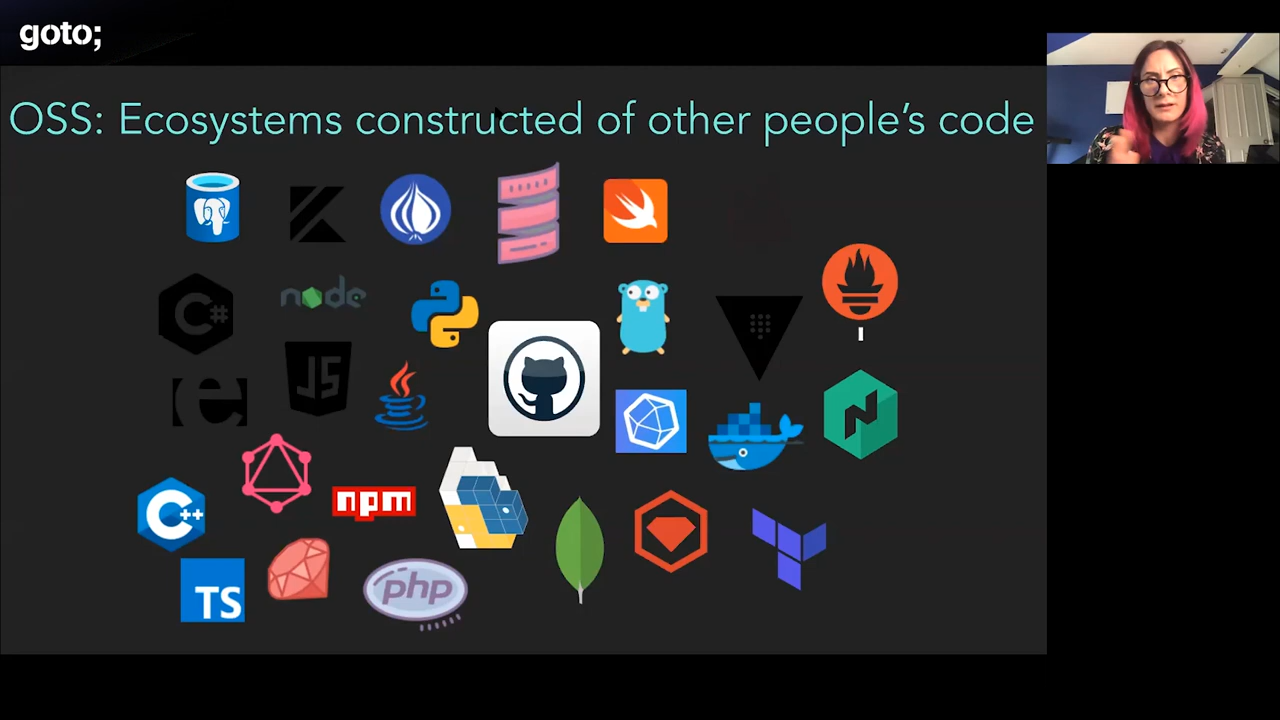 goto;
OSS: Ecosystems constructed of other people's code
C#
node
JS
e
C++
npm
TS
php